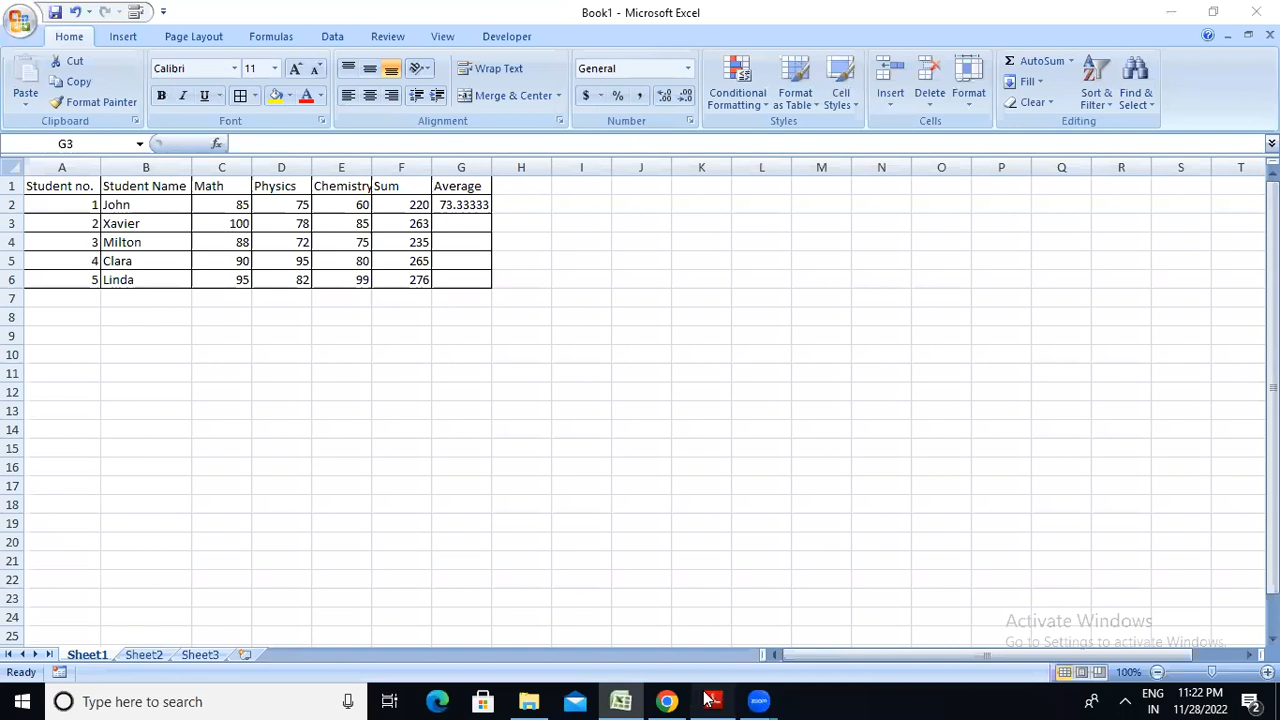 Book1 - Microsoft Excel
Home Insert Page Layout Formulas Data Review View Developer
Paste Cut Copy Format Painter Clipboard
Calibri 11 A A B I U A Font
Wrap Text Merge & Center Alignment
General $ % , Number
Conditional Formatting Format as Table Cell Styles Styles
Insert Delete Format Cells
Σ AutoSum Fill Clear Sort & Filter Find & Select Editing
G3 fx
A B C D E F G H I J K L M N O P Q R S T
1 Student no. Student Name Math Physics Chemistry Sum Average
2 1 John 85 75 60 220 73.33333
3 2 Xavier 100 78 85 263
4 3 Milton 88 72 75 235
5 4 Clara 90 95 80 265
6 5 Linda 95 82 99 276
7
8
9
10
11
12
13
14
15
16
17
18
19
20
21
22
23
24
25
Activate Windows
Go to Settings to activate Windows.
Sheet1 Sheet2 Sheet3
Ready 100%
Type here to search zoom ENG IN 11:22 PM 11/28/2022 2